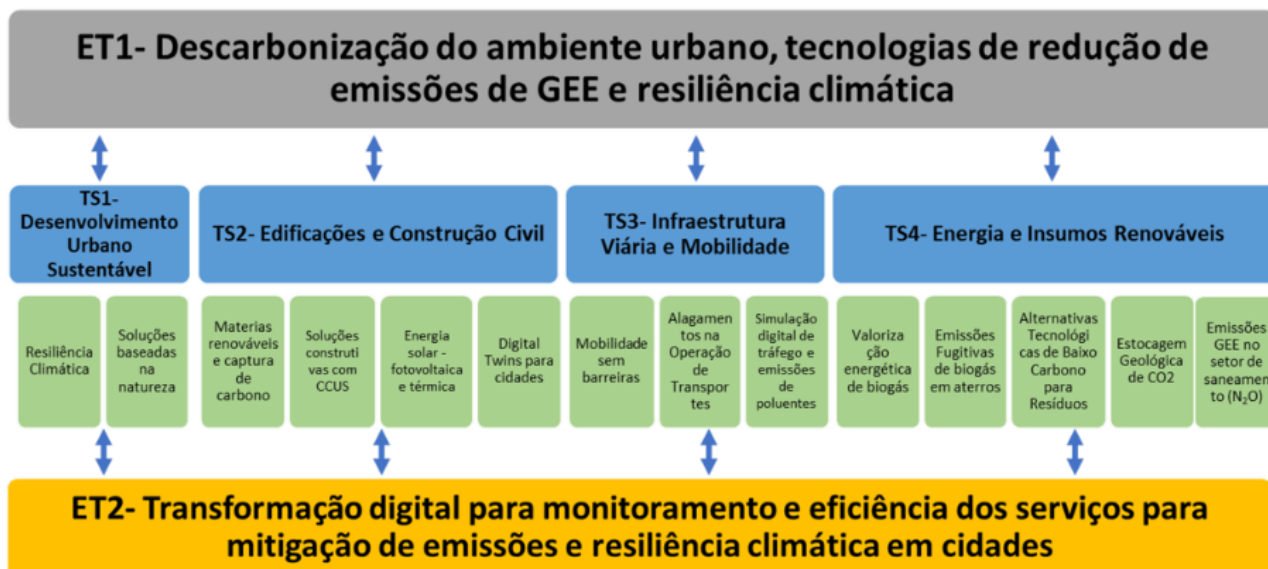 ET1- Descarbonização do ambiente urbano, tecnologias de redução de
emissões de GEE e resiliência climática
TS1-
Desenvolvimento
Urbano
Sustentável
TS2- Edificações e Construção Civil
TS3- Infraestrutura
Viária e Mobilidade
TS4- Energia e Insumos Renováveis
Resiliência
Climática
Soluções
baseadas
na
natureza
Materias
renováveis
e captura
de
carbono
Soluções
construti
vas com
CCUS
Energia
solar -
fotovoltaica
e térmica
Digital
Twins para
cidades
Mobilidade
sem
barreiras
Alagamen
tos na
Operação
de
Transpor
tes
Simulação
digital de
tráfego e
emissões
de
poluentes
Valoriza
ção
energética
de biogás
Emissões
Fugitivas
de biogás
em aterros
Alternativas
Tecnológi
cas de Baixo
Carbono
para
Resíduos
Estocagem
Geológica
de CO2
Emissões
GEE no
setor de
saneamen
to (N₂O)
ET2- Transformação digital para monitoramento e eficiência dos serviços para
mitigação de emissões e resiliência climática em cidades